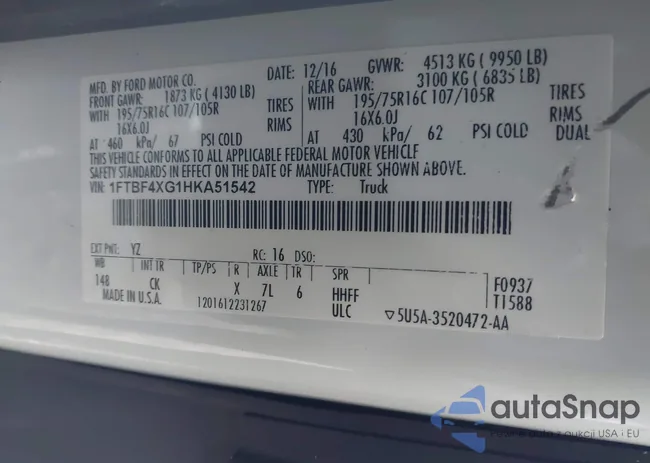 MFD. BY FORD MOTOR CO.
DATE: 12/16 GVWR: 4513 KG ( 9950 LB)
FRONT GAWR: 1873 KG ( 4130 LB)
REAR GAWR: 3100 KG ( 6835 LB)
WITH 195/75R16C 107/105R TIRES
WITH 195/75R16C 107/105R TIRES
16X6.0J RIMS
16X6.0J RIMS
AT 460 kPa/ 67 PSI COLD
AT 430 kPa/ 62 PSI COLD DUAL
THIS VEHICLE CONFORMS TO ALL APPLICABLE FEDERAL MOTOR VEHICLE
SAFETY STANDARDS IN EFFECT ON THE DATE OF MANUFACTURE SHOWN ABOVE.
VIN: 1FTBF4XG1HKA51542 TYPE: Truck
EXT PNT: YZ RC: 16 DSO:
WB INT TR TP/PS R AXLE TR SPR
148 CK X 7L 6 HHFF
MADE IN U.S.A. 1201612231267 ULC
F0937
T1588
▽5U5A-3520472-AA
autoSnap
USA · EU